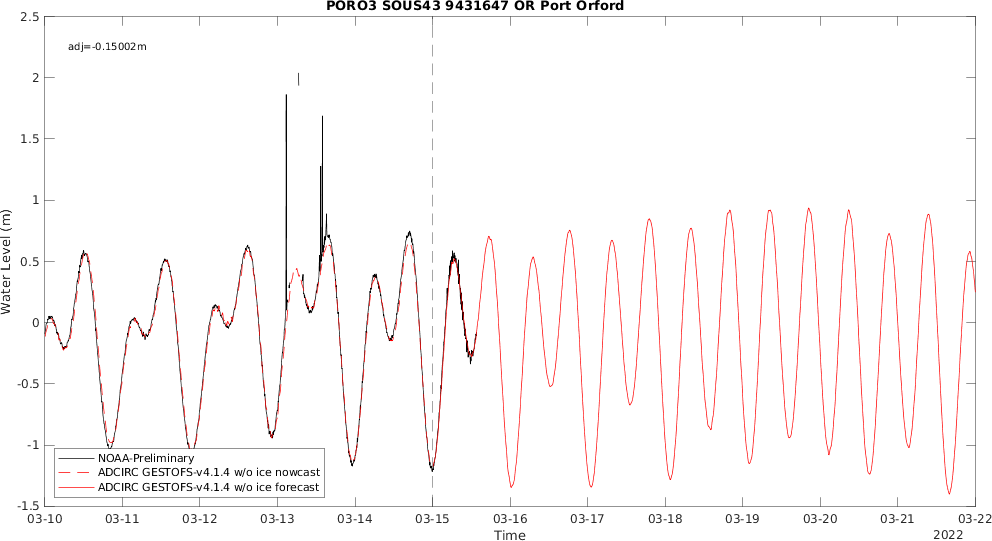 PORO3 SOUS43 9431647 OR Port Orford
adj=-0.15002m
2.5
2
1.5
1
0.5
0
-0.5
-1
-1.5
Water Level (m)
NOAA-Preliminary
ADCIRC GESTOFS-v4.1.4 w/o ice nowcast
ADCIRC GESTOFS-v4.1.4 w/o ice forecast
03-10 03-11 03-12 03-13 03-14 03-15 03-16 03-17 03-18 03-19 03-20 03-21 03-22
Time
2022